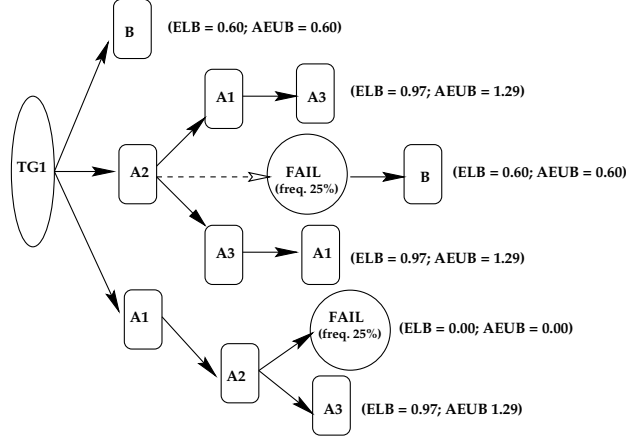 B (ELB = 0.60; AEUB = 0.60)
A1 A3 (ELB = 0.97; AEUB = 1.29)
TG1 A2 FAIL B (ELB = 0.60; AEUB = 0.60)
(freq. 25%)
A3 A1 (ELB = 0.97; AEUB = 1.29)
A1 FAIL (ELB = 0.00; AEUB = 0.00)
(freq. 25%)
A2
A3 (ELB = 0.97; AEUB 1.29)